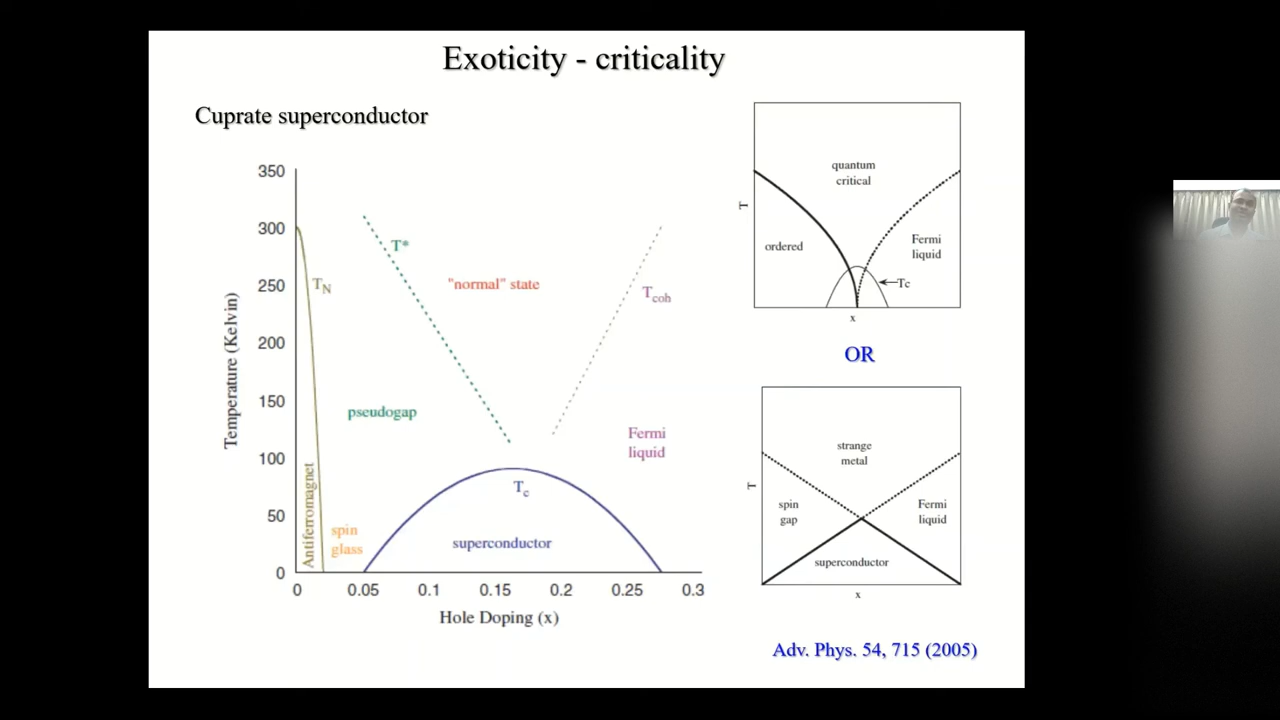 Exoticity - criticality
Cuprate superconductor
350
300
250
200
150
100
50
0
Temperature (Kelvin)
T*
"normal" state
TN
Tcoh
pseudogap
Fermi
liquid
Antiferromagnet
spin
glass
Tc
superconductor
0
0.05
0.1
0.15
0.2
0.25
0.3
Hole Doping (x)
quantum
critical
T
ordered
Fermi
liquid
Tc
x
OR
strange
metal
T
spin
gap
Fermi
liquid
superconductor
x
Adv. Phys. 54, 715 (2005)